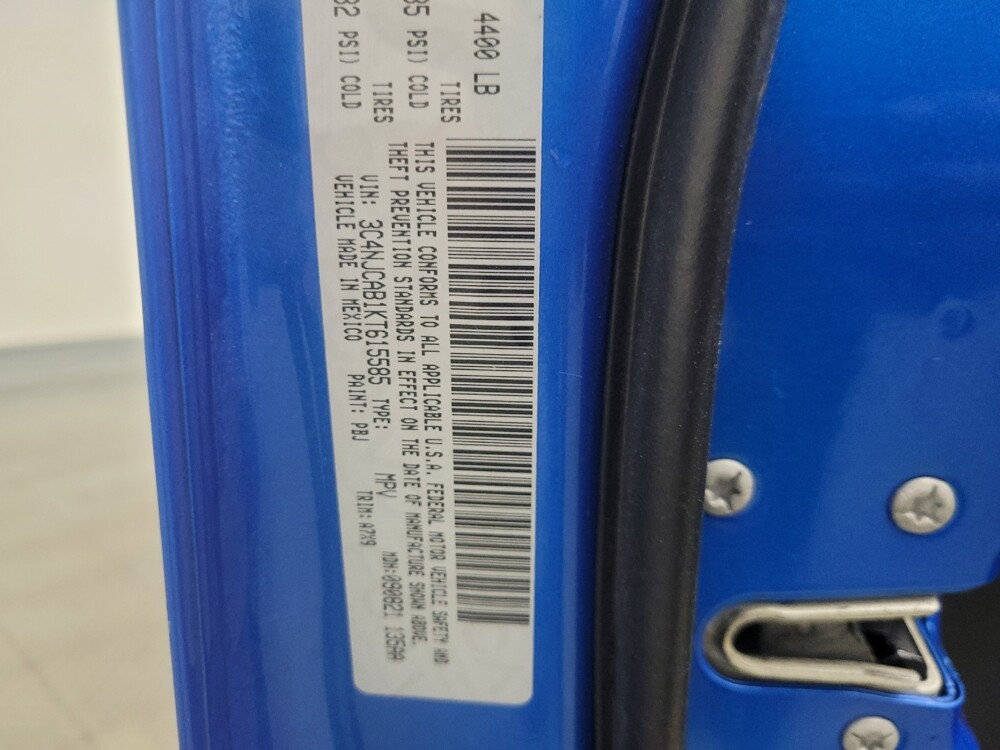 4400 LB
35 PSI) COLD TIRES
32 PSI) COLD TIRES
THIS VEHICLE CONFORMS TO ALL APPLICABLE U.S.A. FEDERAL MOTOR VEHICLE SAFETY AND
THEFT PREVENTION STANDARDS IN EFFECT ON THE DATE OF MANUFACTURE SHOWN ABOVE.
VIN: 3C4NJCAB1KT615585 TYPE: MPV MDH:090821 135AA
VEHICLE MADE IN MEXICO PAINT: PBJ TRIM: A7X9